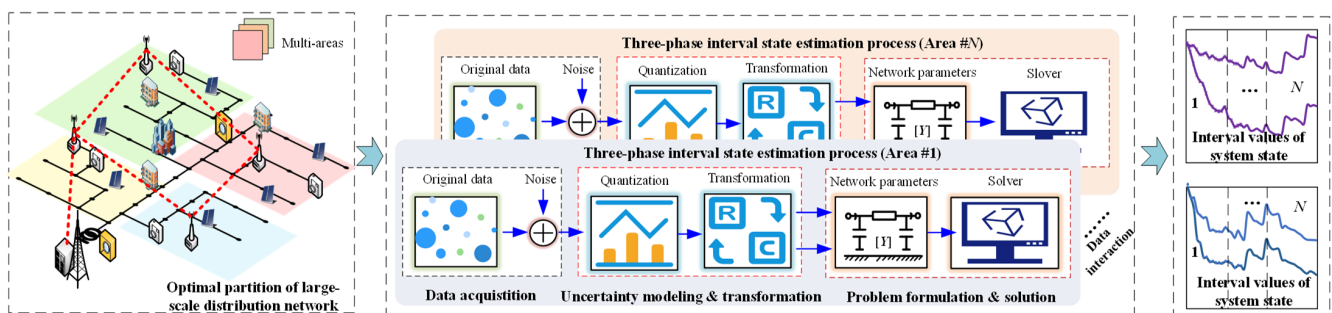 Multi-areas
Optimal partition of large-
scale distribution network
Three-phase interval state estimation process (Area #N)
Original data
Noise
Quantization
Transformation
Network parameters
Slover
R
C
[Y]
Three-phase interval state estimation process (Area #1)
Original data
Noise
Quantization
Transformation
Network parameters
Solver
R
C
[Y]
Data acquistition
Uncertainty modeling & transformation
Problem formulation & solution
Data
interaction
1
...
N
Interval values of
system state
1
...
N
Interval values of
system state